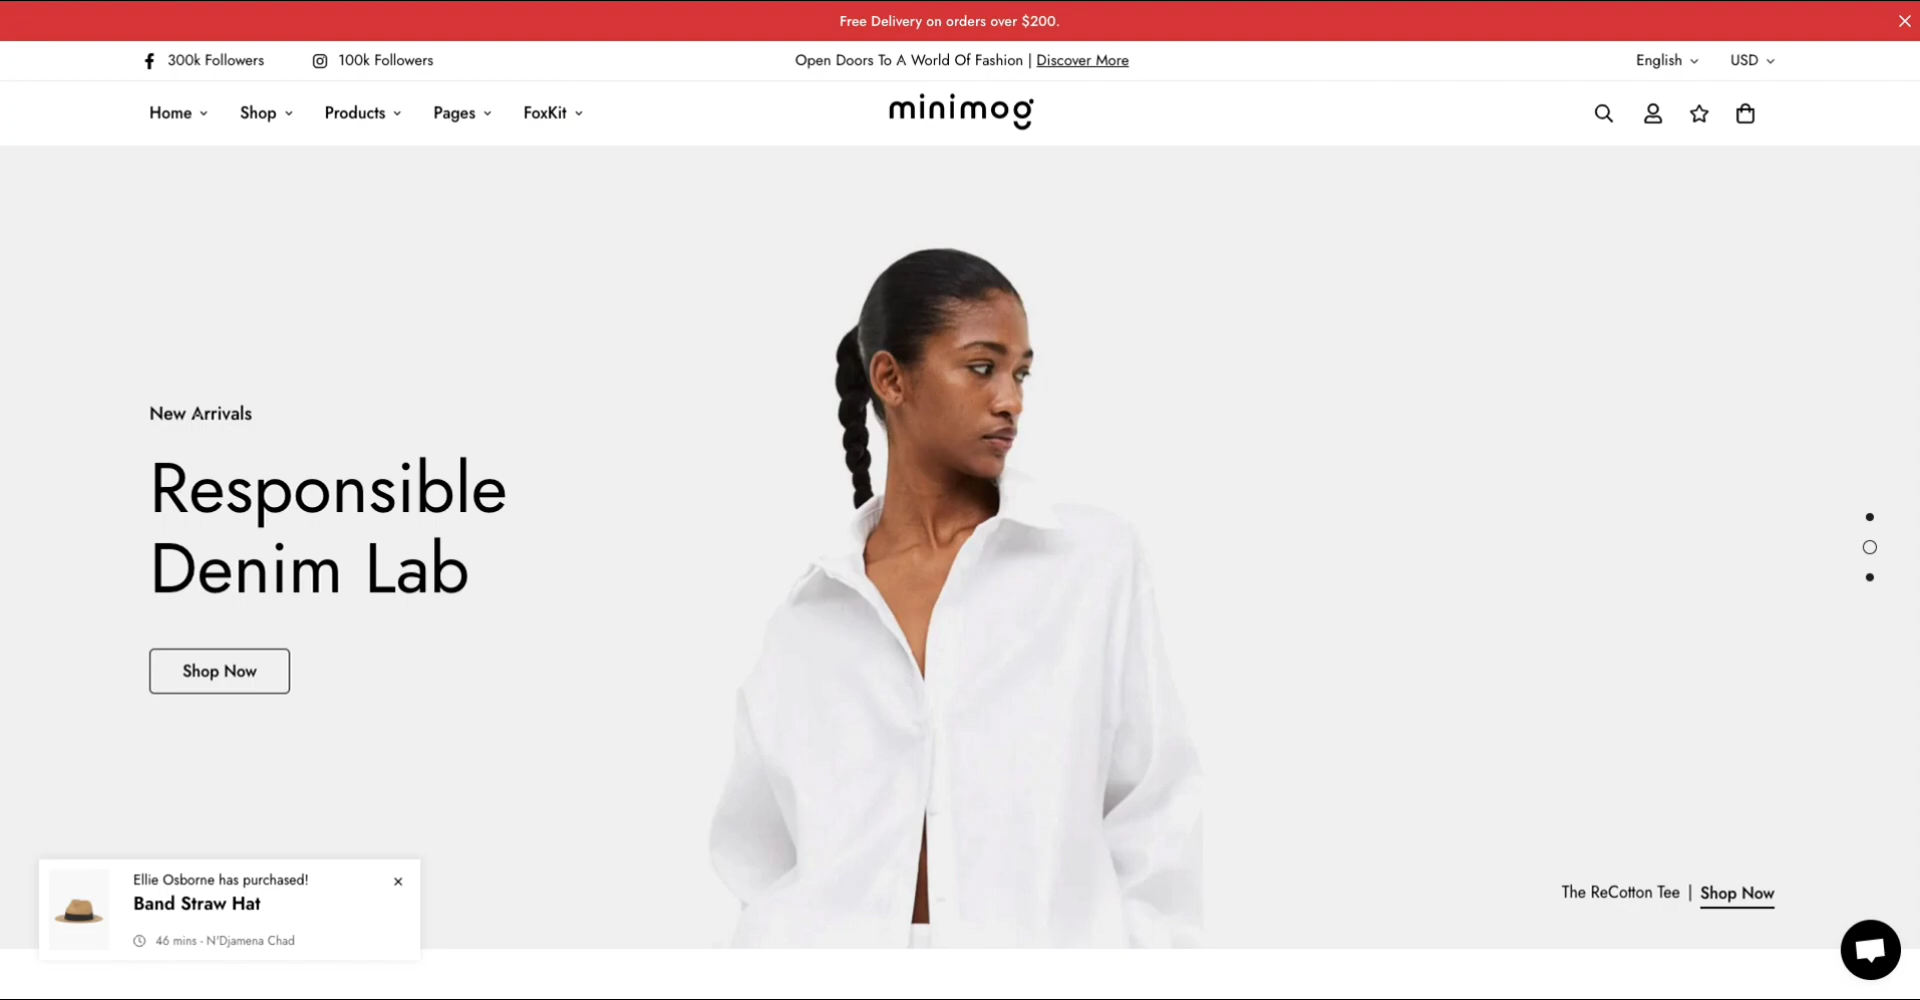 Free Delivery on orders over $200.
300k Followers
100k Followers
Open Doors To A World Of Fashion | Discover More
English
USD
Home
Shop
Products
Pages
FoxKit
minimog
New Arrivals
Responsible
Denim Lab
Shop Now
Ellie Osborne has purchased!
Band Straw Hat
46 mins - N'Djamena Chad
The ReCotton Tee | Shop Now